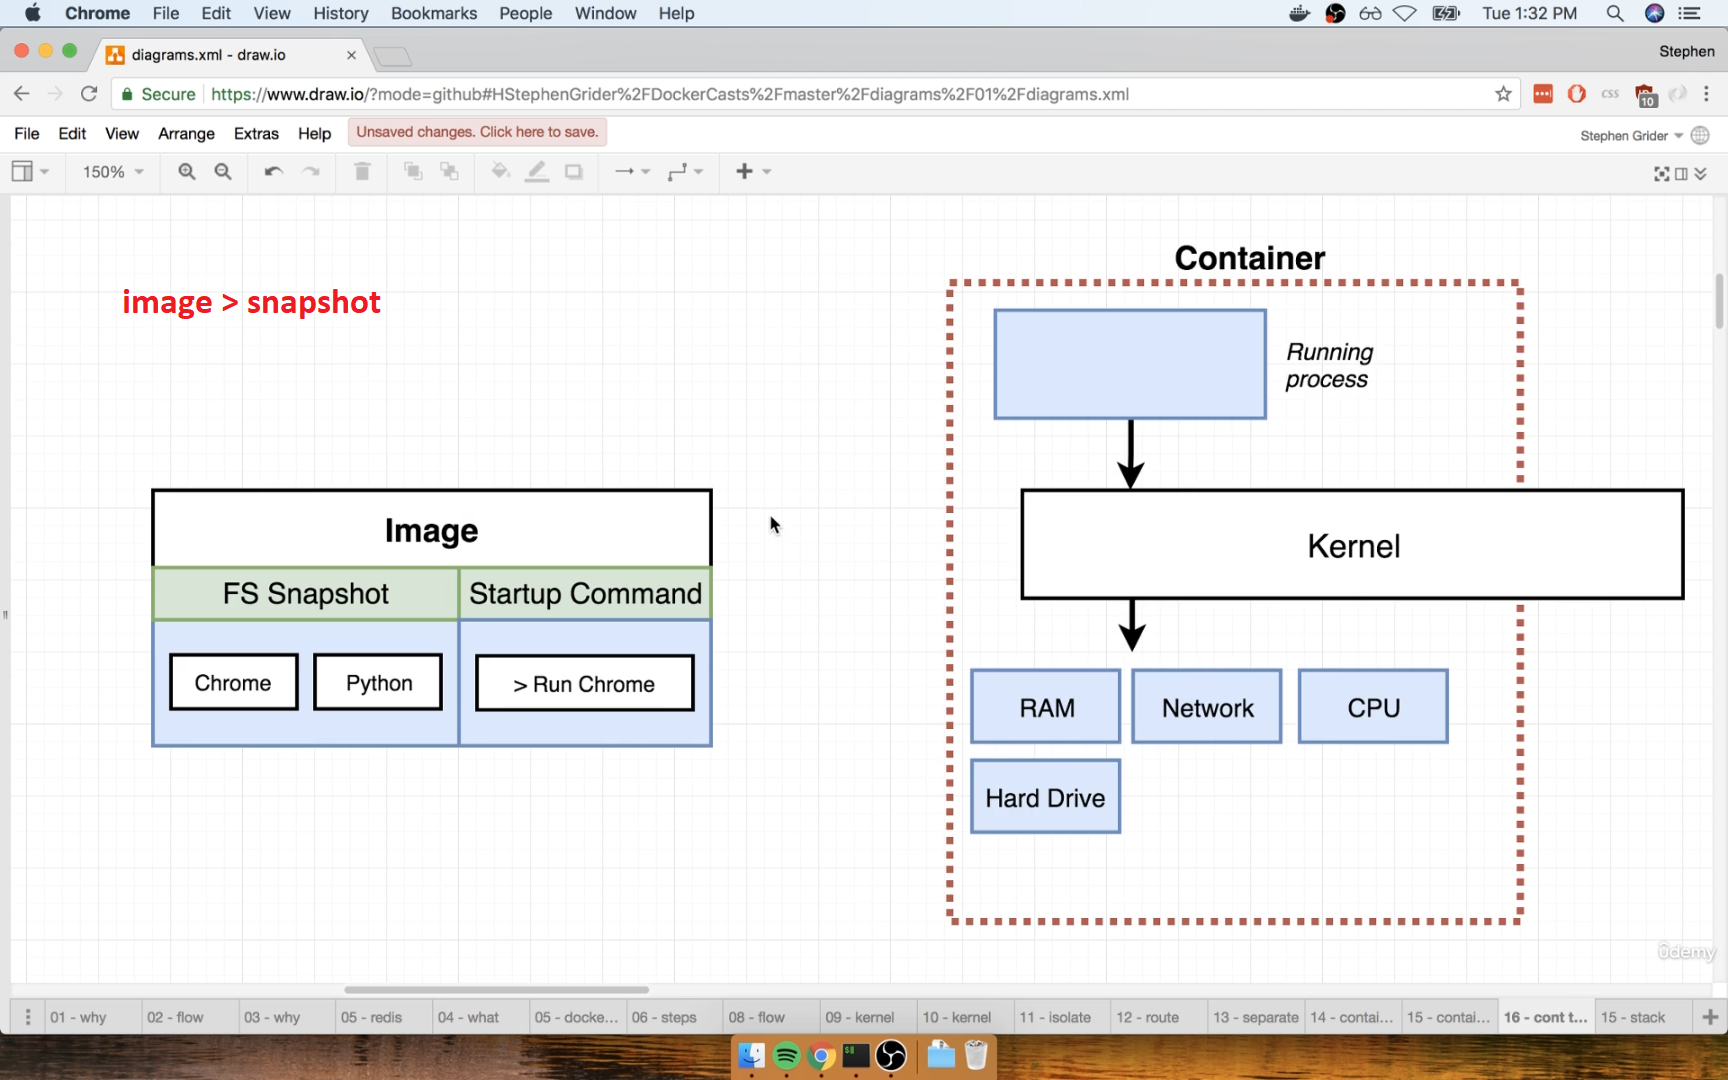 Chrome File Edit View History Bookmarks People Window Help Tue 1:32 PM
diagrams.xml - draw.io × Stephen
Secure https://www.draw.io/?mode=github#HStephenGrider%2FDockerCasts%2Fmaster%2Fdiagrams%2F01%2Fdiagrams.xml CSS 10
File Edit View Arrange Extras Help Unsaved changes. Click here to save. Stephen Grider
150%
Container
image > snapshot
Running
process
Image
Kernel
FS Snapshot Startup Command
Chrome Python > Run Chrome
RAM Network CPU
Hard Drive
ûdemy
01 - why 02 - flow 03 - why 05 - redis 04 - what 05 - docke... 06 - steps 08 - flow 09 - kernel 10 - kernel 11 - isolate 12 - route 13 - separate 14 - contai... 15 - contai... 16 - cont t... 15 - stack